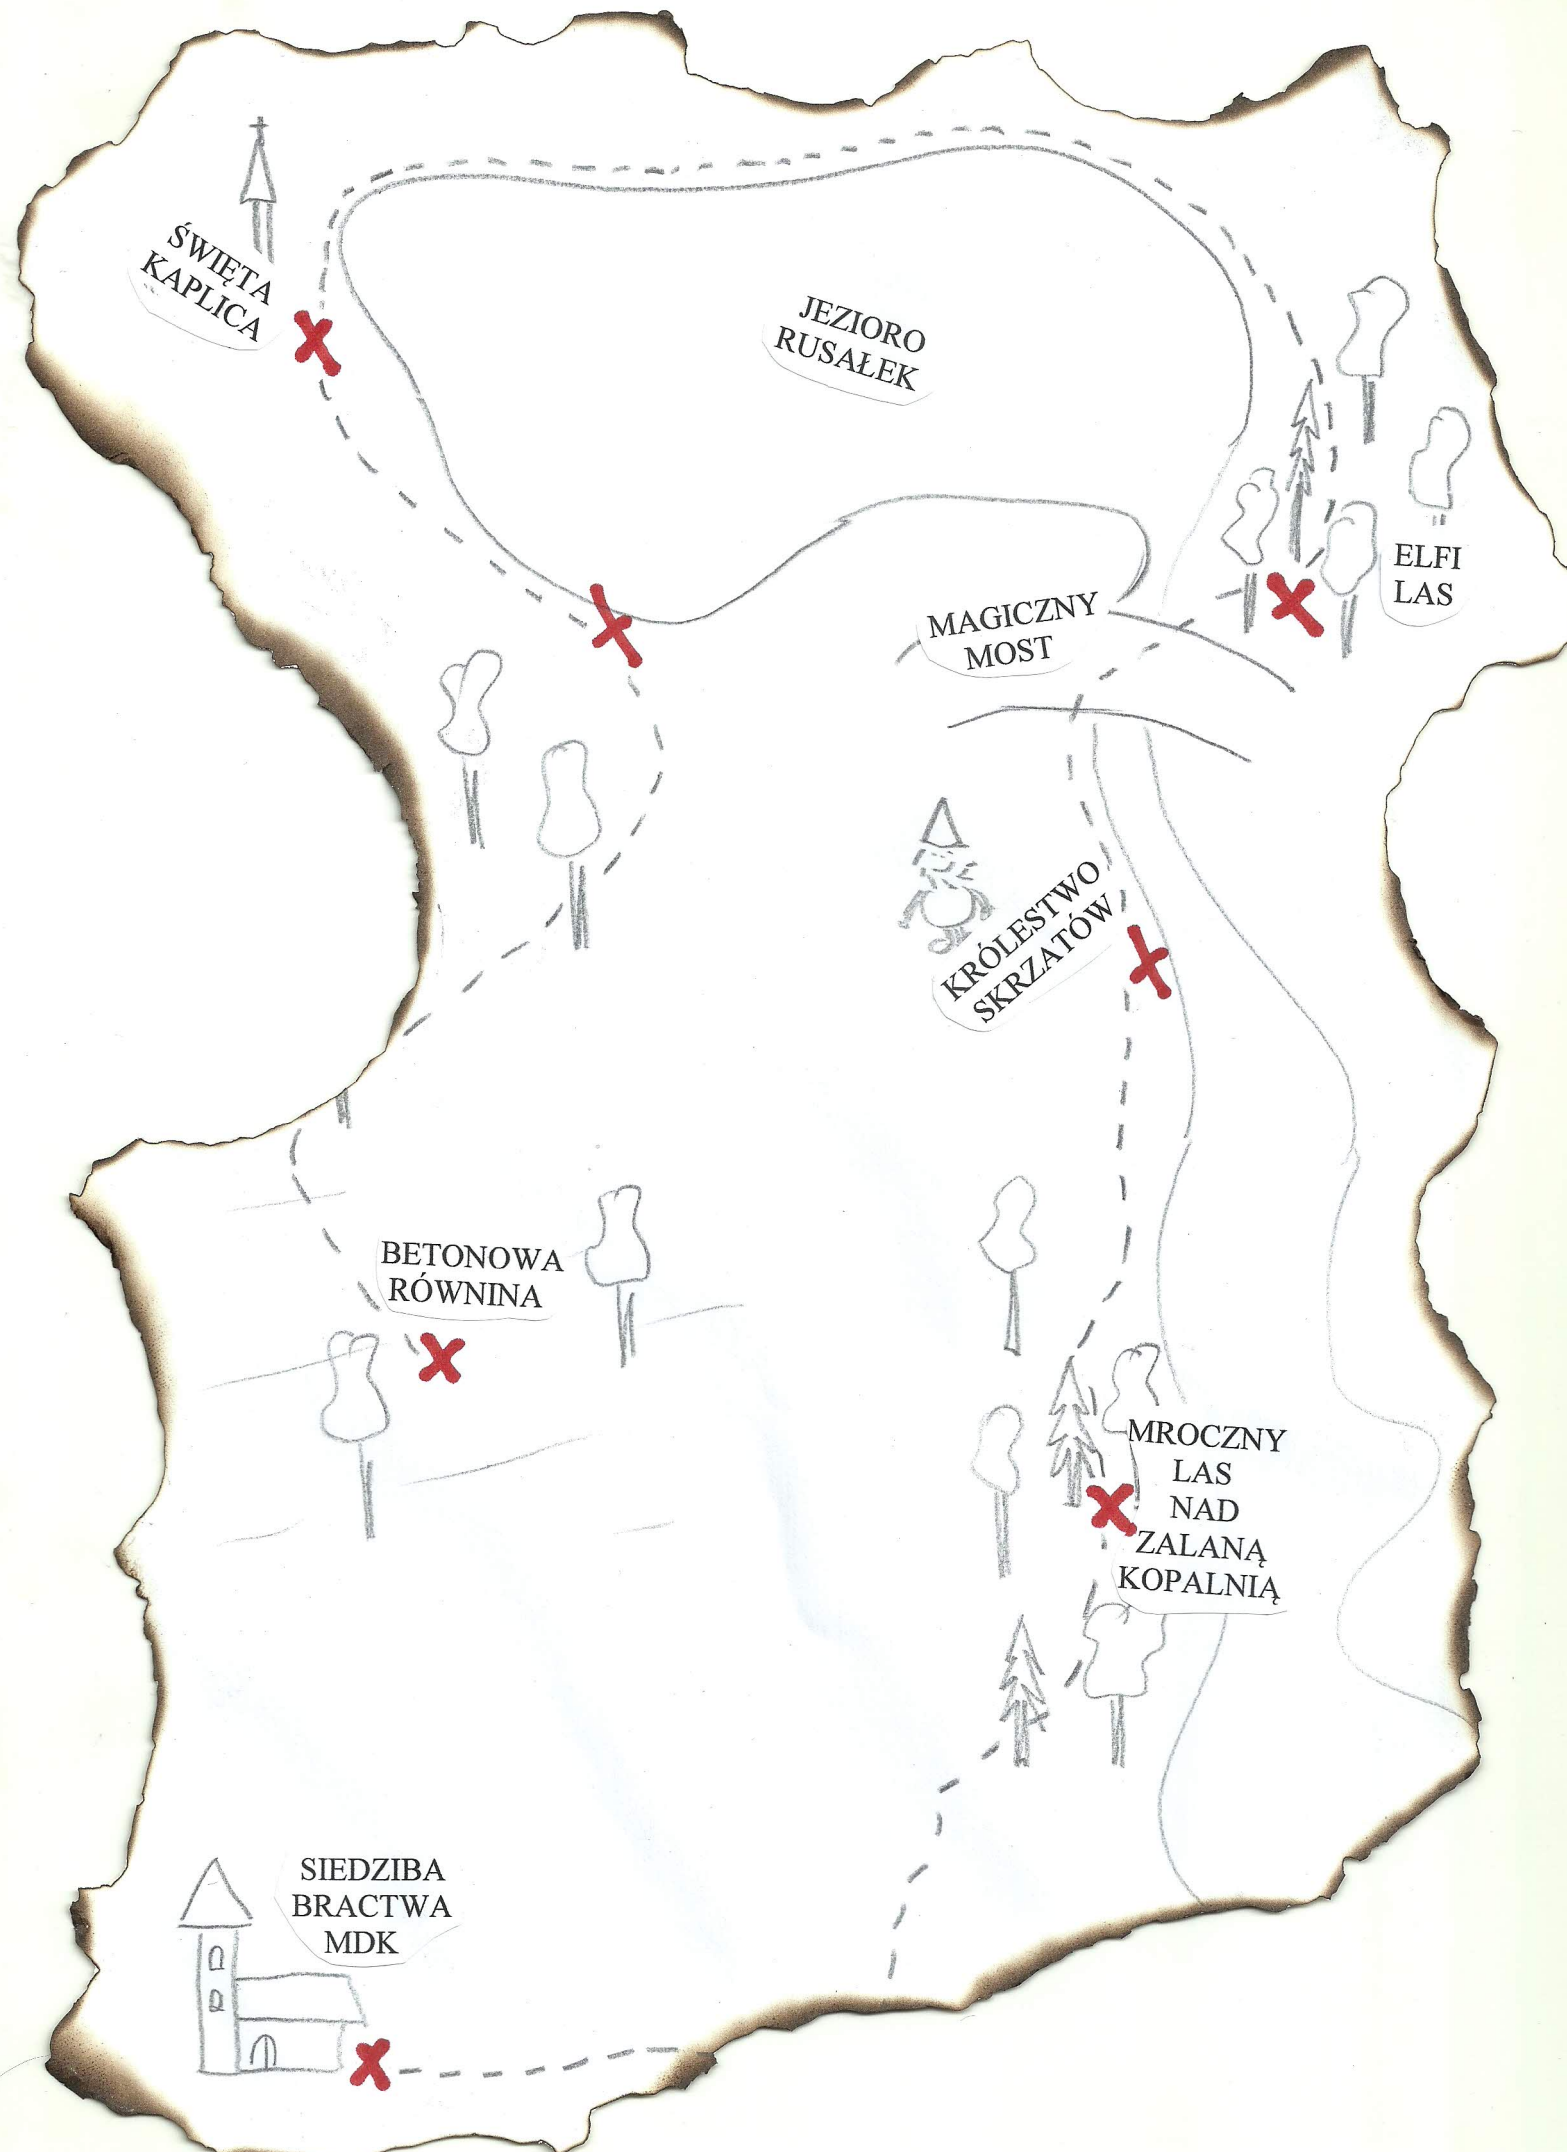 ŚWIĘTA
KAPLICA
JEZIORO
RUSAŁEK
ELFI
LAS
MAGICZNY
MOST
KRÓLESTWO
SKRZATÓW
BETONOWA
RÓWNINA
MROCZNY
LAS
NAD
ZALANĄ
KOPALNIĄ
SIEDZIBA
BRACTWA
MDK